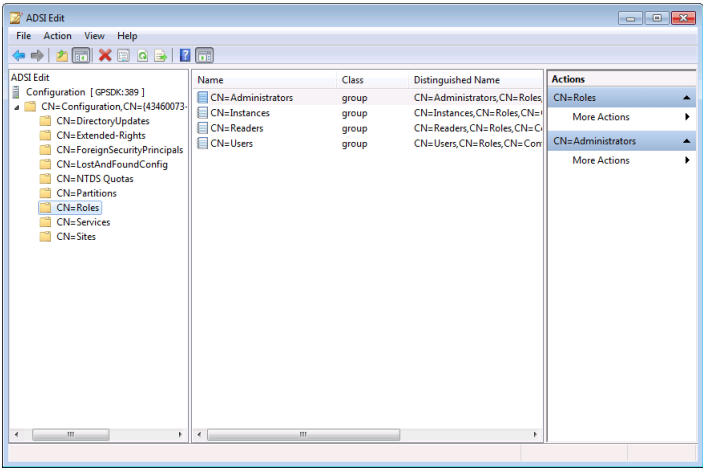 ADSI Edit
File Action View Help
ADSI Edit
Configuration [GPSDK:389]
CN=Configuration,CN={43460073-
CN=DirectoryUpdates
CN=Extended-Rights
CN=ForeignSecurityPrincipals
CN=LostAndFoundConfig
CN=NTDS Quotas
CN=Partitions
CN=Roles
CN=Services
CN=Sites
Name Class Distinguished Name
CN=Administrators group CN=Administrators,CN=Roles,
CN=Instances group CN=Instances,CN=Roles,CN=
CN=Readers group CN=Readers,CN=Roles,CN=C
CN=Users group CN=Users,CN=Roles,CN=Con
Actions
CN=Roles
More Actions
CN=Administrators
More Actions